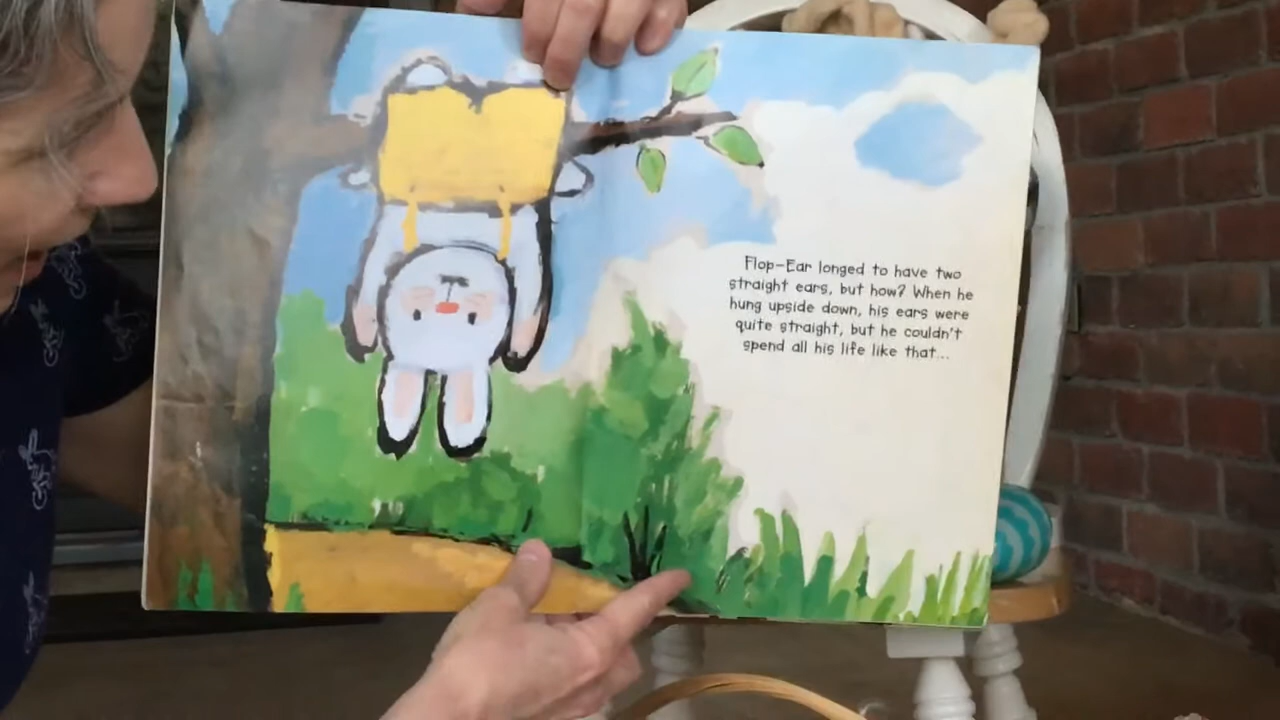 Flop-Ear longed to have two
straight ears, but how? When he
hung upside down, his ears were
quite straight, but he couldn't
spend all his life like that...